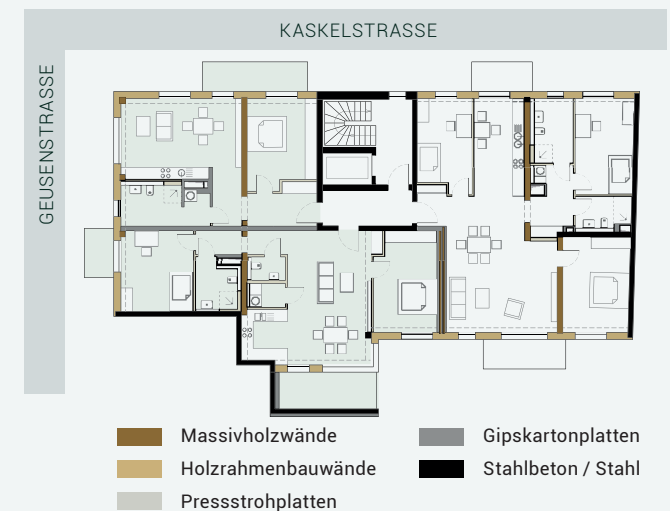 KASKELSTRASSE
GEUSENSTRASSE
Massivholzwände
Holzrahmenbauwände
Pressstrohplatten
Gipskartonplatten
Stahlbeton / Stahl